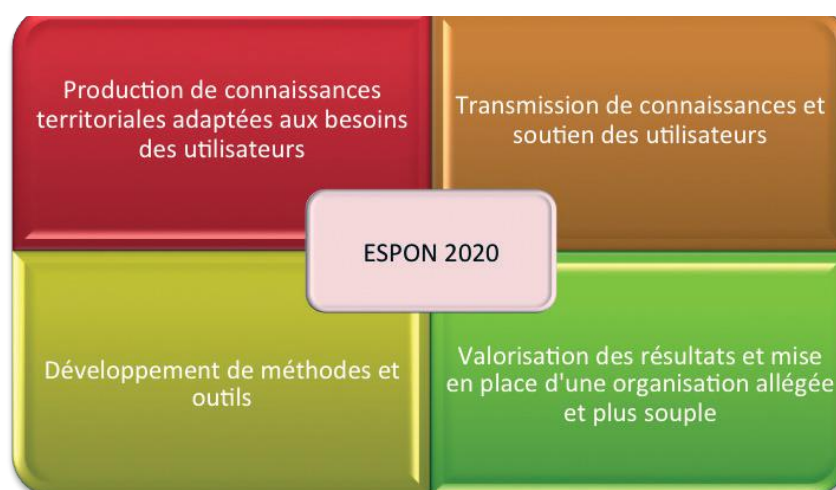 Production de connaissances
territoriales adaptées aux besoins
des utilisateurs
Transmission de connaissances et
soutien des utilisateurs
ESPON 2020
Développement de méthodes et
outils
Valorisation des résultats et mise
en place d'une organisation allégée
et plus souple